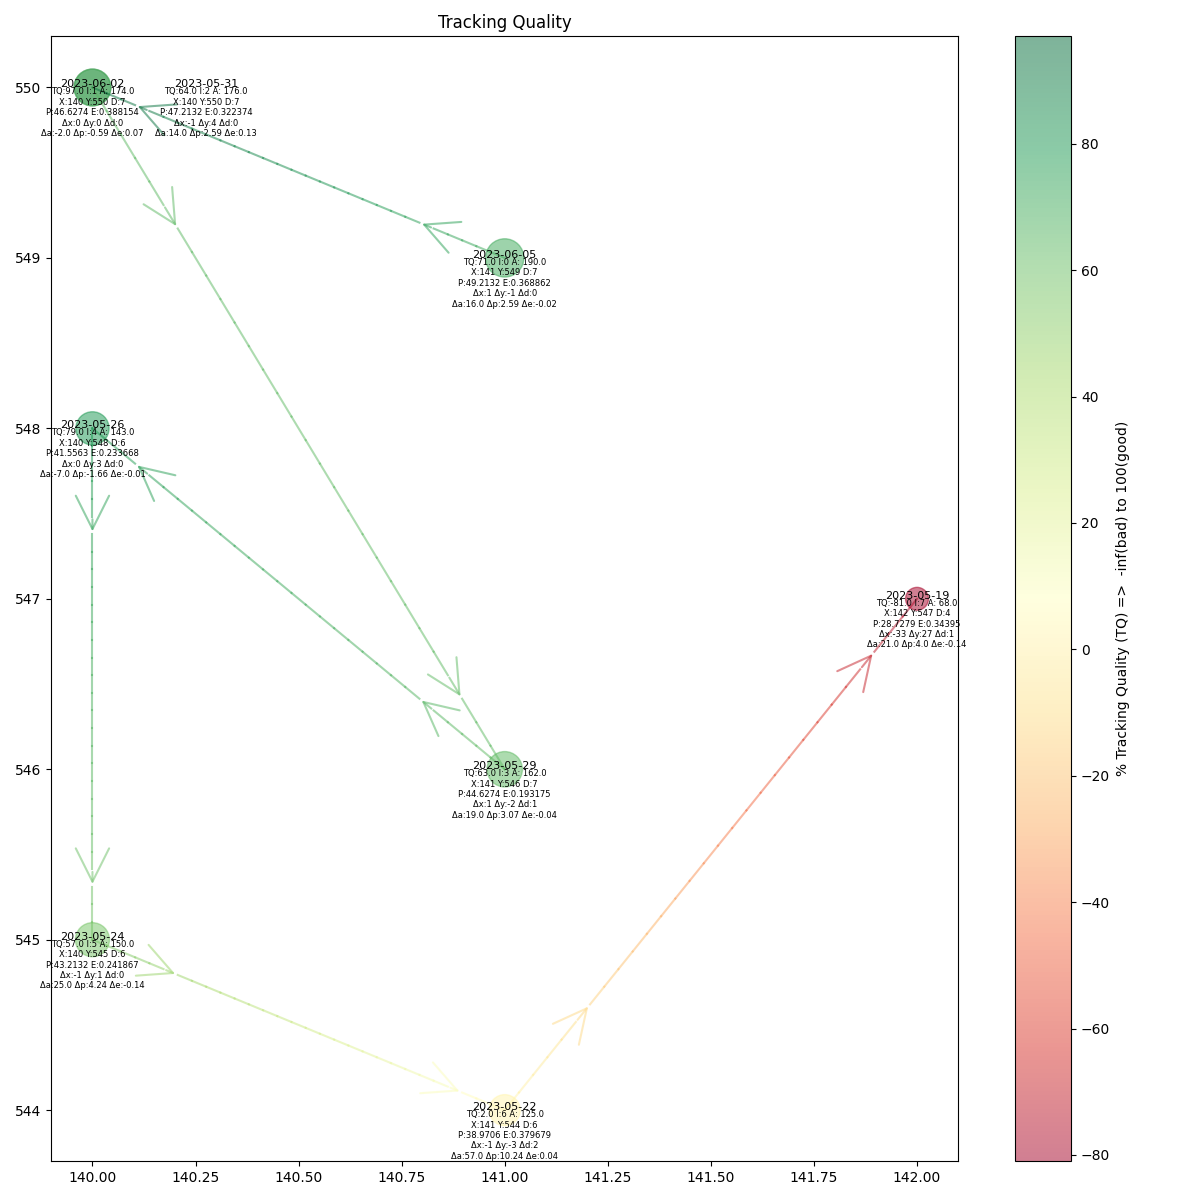 Tracking Quality
550
549
548
547
546
545
544
2023-06-02
TQ:97.0 I:1 A: 174.0
X:140 Y:550 D:7
P:46.6274 E:0.388154
Δx:0 Δy:0 Δd:0
Δa:-2.0 Δp:-0.59 Δe:0.07
2023-05-31
TQ:64.0 I:2 A: 176.0
X:140 Y:550 D:7
P:47.2132 E:0.322374
Δx:-1 Δy:4 Δd:0
Δa:14.0 Δp:2.59 Δe:0.13
2023-06-05
TQ:71.0 I:0 A: 190.0
X:141 Y:549 D:7
P:49.2132 E:0.368862
Δx:1 Δy:-1 Δd:0
Δa:16.0 Δp:2.59 Δe:-0.02
2023-05-26
TQ:79.0 I:4 A: 143.0
X:140 Y:548 D:6
P:41.5563 E:0.233668
Δx:0 Δy:3 Δd:0
Δa:-7.0 Δp:-1.66 Δe:-0.01
2023-05-19
TQ:-81.0 I:7 A: 68.0
X:142 Y:547 D:4
P:28.7279 E:0.34395
Δx:-33 Δy:27 Δd:1
Δa:21.0 Δp:4.0 Δe:-0.14
2023-05-29
TQ:63.0 I:3 A: 162.0
X:141 Y:546 D:7
P:44.6274 E:0.193175
Δx:1 Δy:-2 Δd:1
Δa:19.0 Δp:3.07 Δe:-0.04
2023-05-24
TQ:57.0 I:5 A: 150.0
X:140 Y:545 D:6
P:43.2132 E:0.241867
Δx:-1 Δy:1 Δd:0
Δa:25.0 Δp:4.24 Δe:-0.14
2023-05-22
TQ:2.0 I:6 A: 125.0
X:141 Y:544 D:6
P:38.9706 E:0.379679
Δx:-1 Δy:-3 Δd:2
Δa:57.0 Δp:10.24 Δe:0.04
140.00 140.25 140.50 140.75 141.00 141.25 141.50 141.75 142.00
80
60
40
20
0
−20
−40
−60
−80
% Tracking Quality (TQ) => -inf(bad) to 100(good)